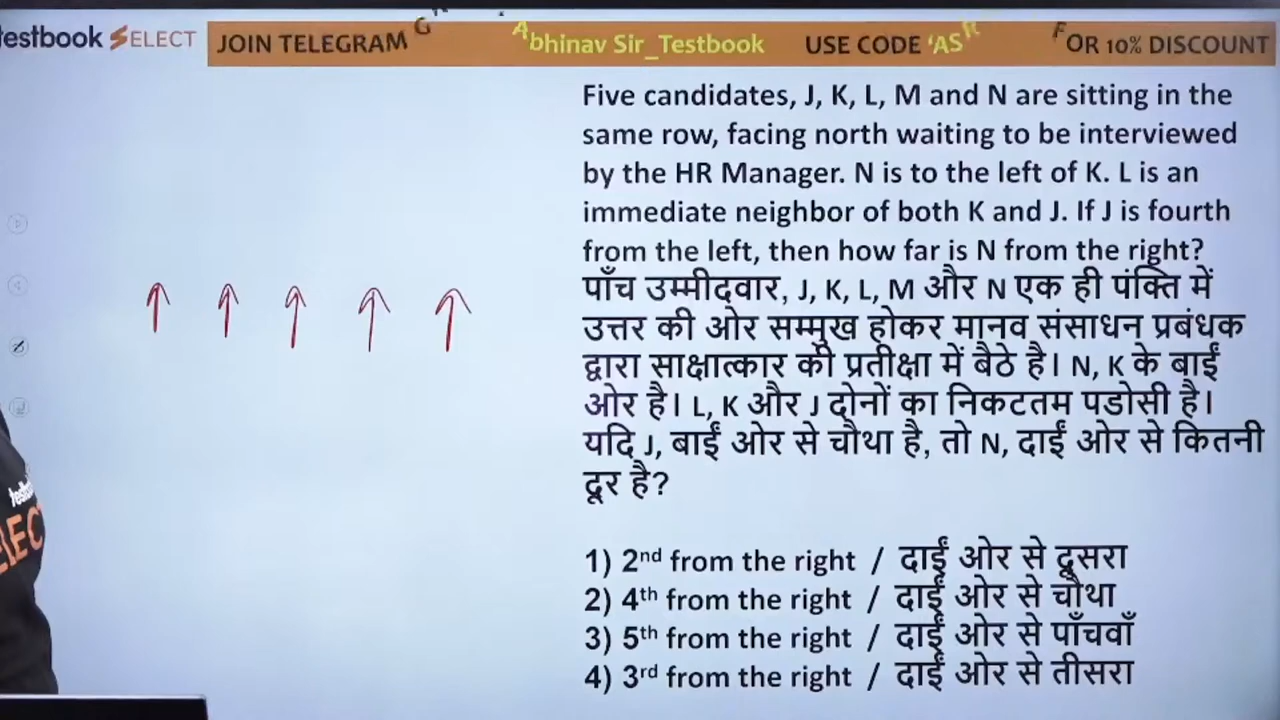 testbook SELECT
JOIN TELEGRAM
Abhinav Sir_Testbook
USE CODE 'AS
FOR 10% DISCOUNT
Five candidates, J, K, L, M and N are sitting in the
same row, facing north waiting to be interviewed
by the HR Manager. N is to the left of K. L is an
immediate neighbor of both K and J. If J is fourth
from the left, then how far is N from the right?
पाँच उम्मीदवार, J, K, L, M और N एक ही पंक्ति में
उत्तर की ओर सम्मुख होकर मानव संसाधन प्रबंधक
द्वारा साक्षात्कार की प्रतीक्षा में बैठे है। N, K के बाईं
ओर है। L, K और J दोनों का निकटतम पडोसी है।
यदि J, बाईं ओर से चौथा है, तो N, दाईं ओर से कितनी
दूर है?
1) 2nd from the right / दाईं ओर से दूसरा
2) 4th from the right / दाईं ओर से चौथा
3) 5th from the right / दाईं ओर से पाँचवाँ
4) 3rd from the right / दाईं ओर से तीसरा